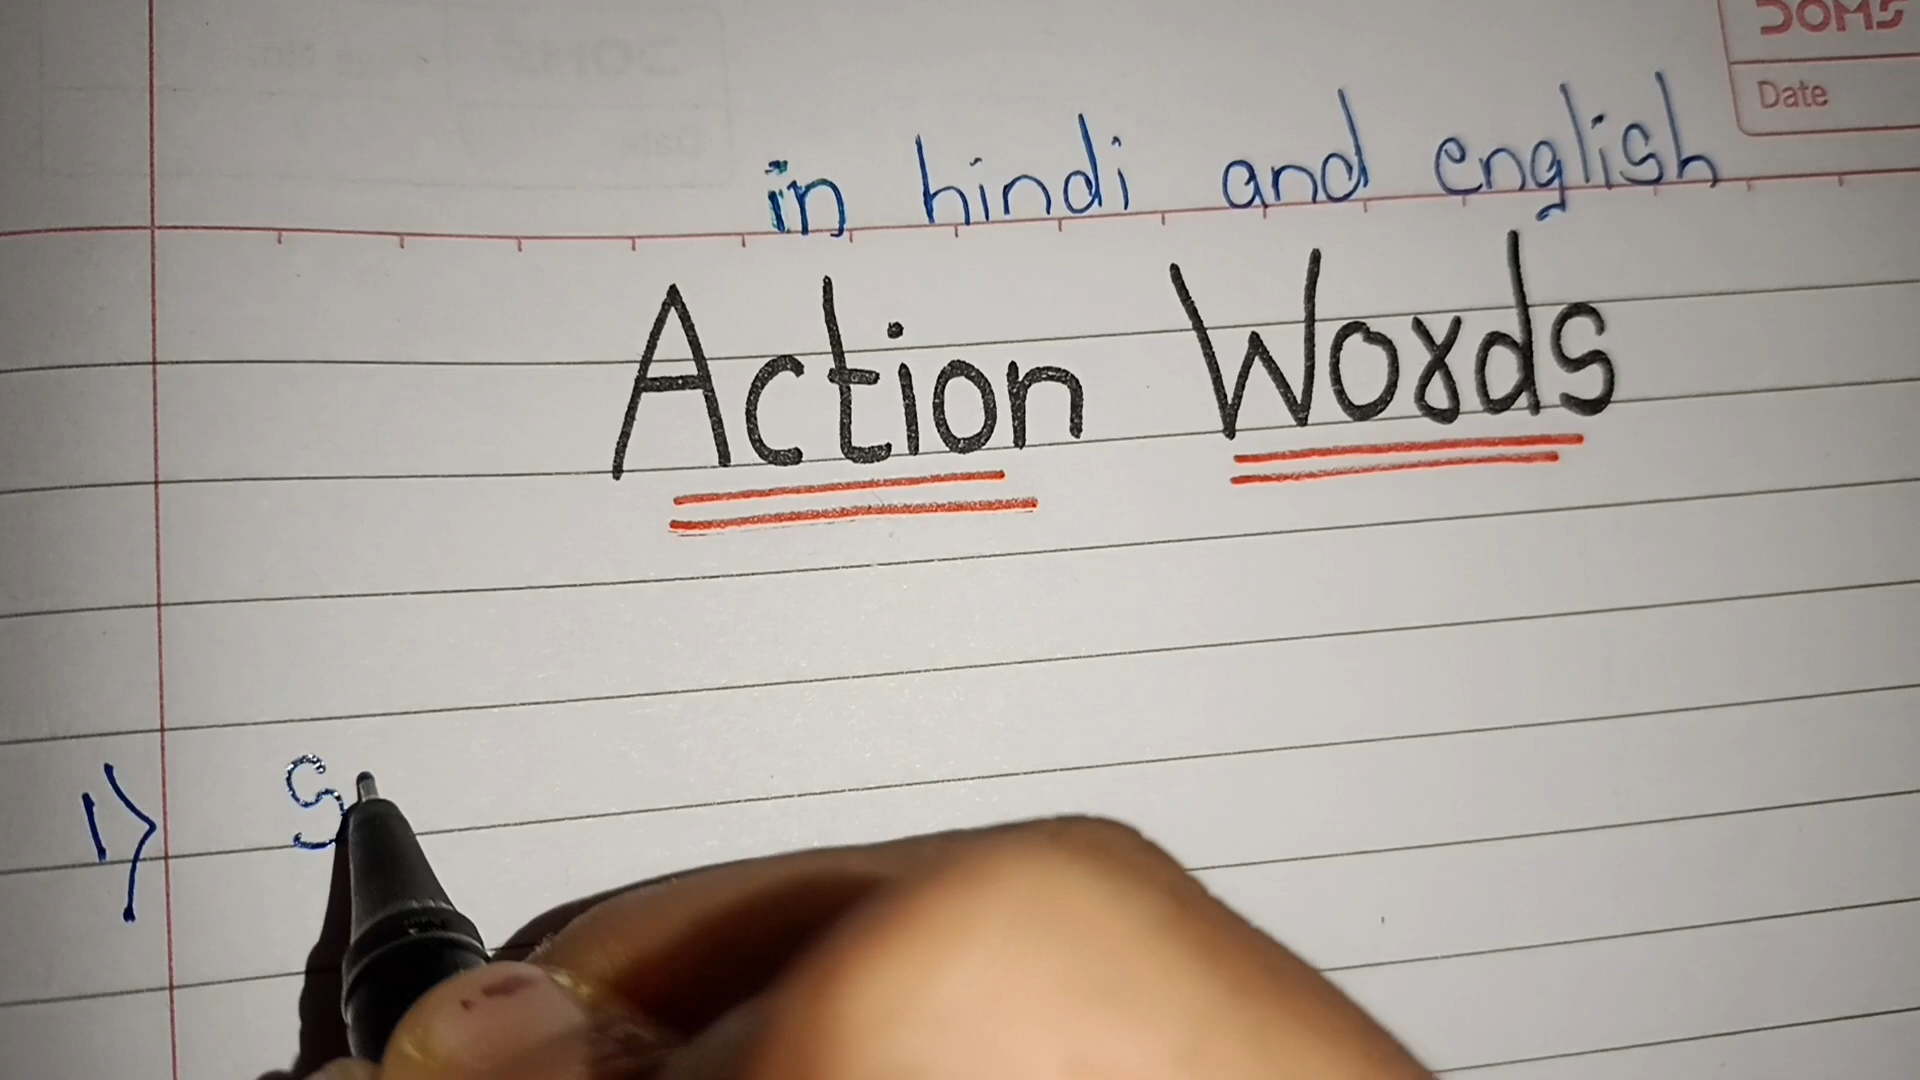 DOMS
Date
in hindi and english
Action Words
1) S